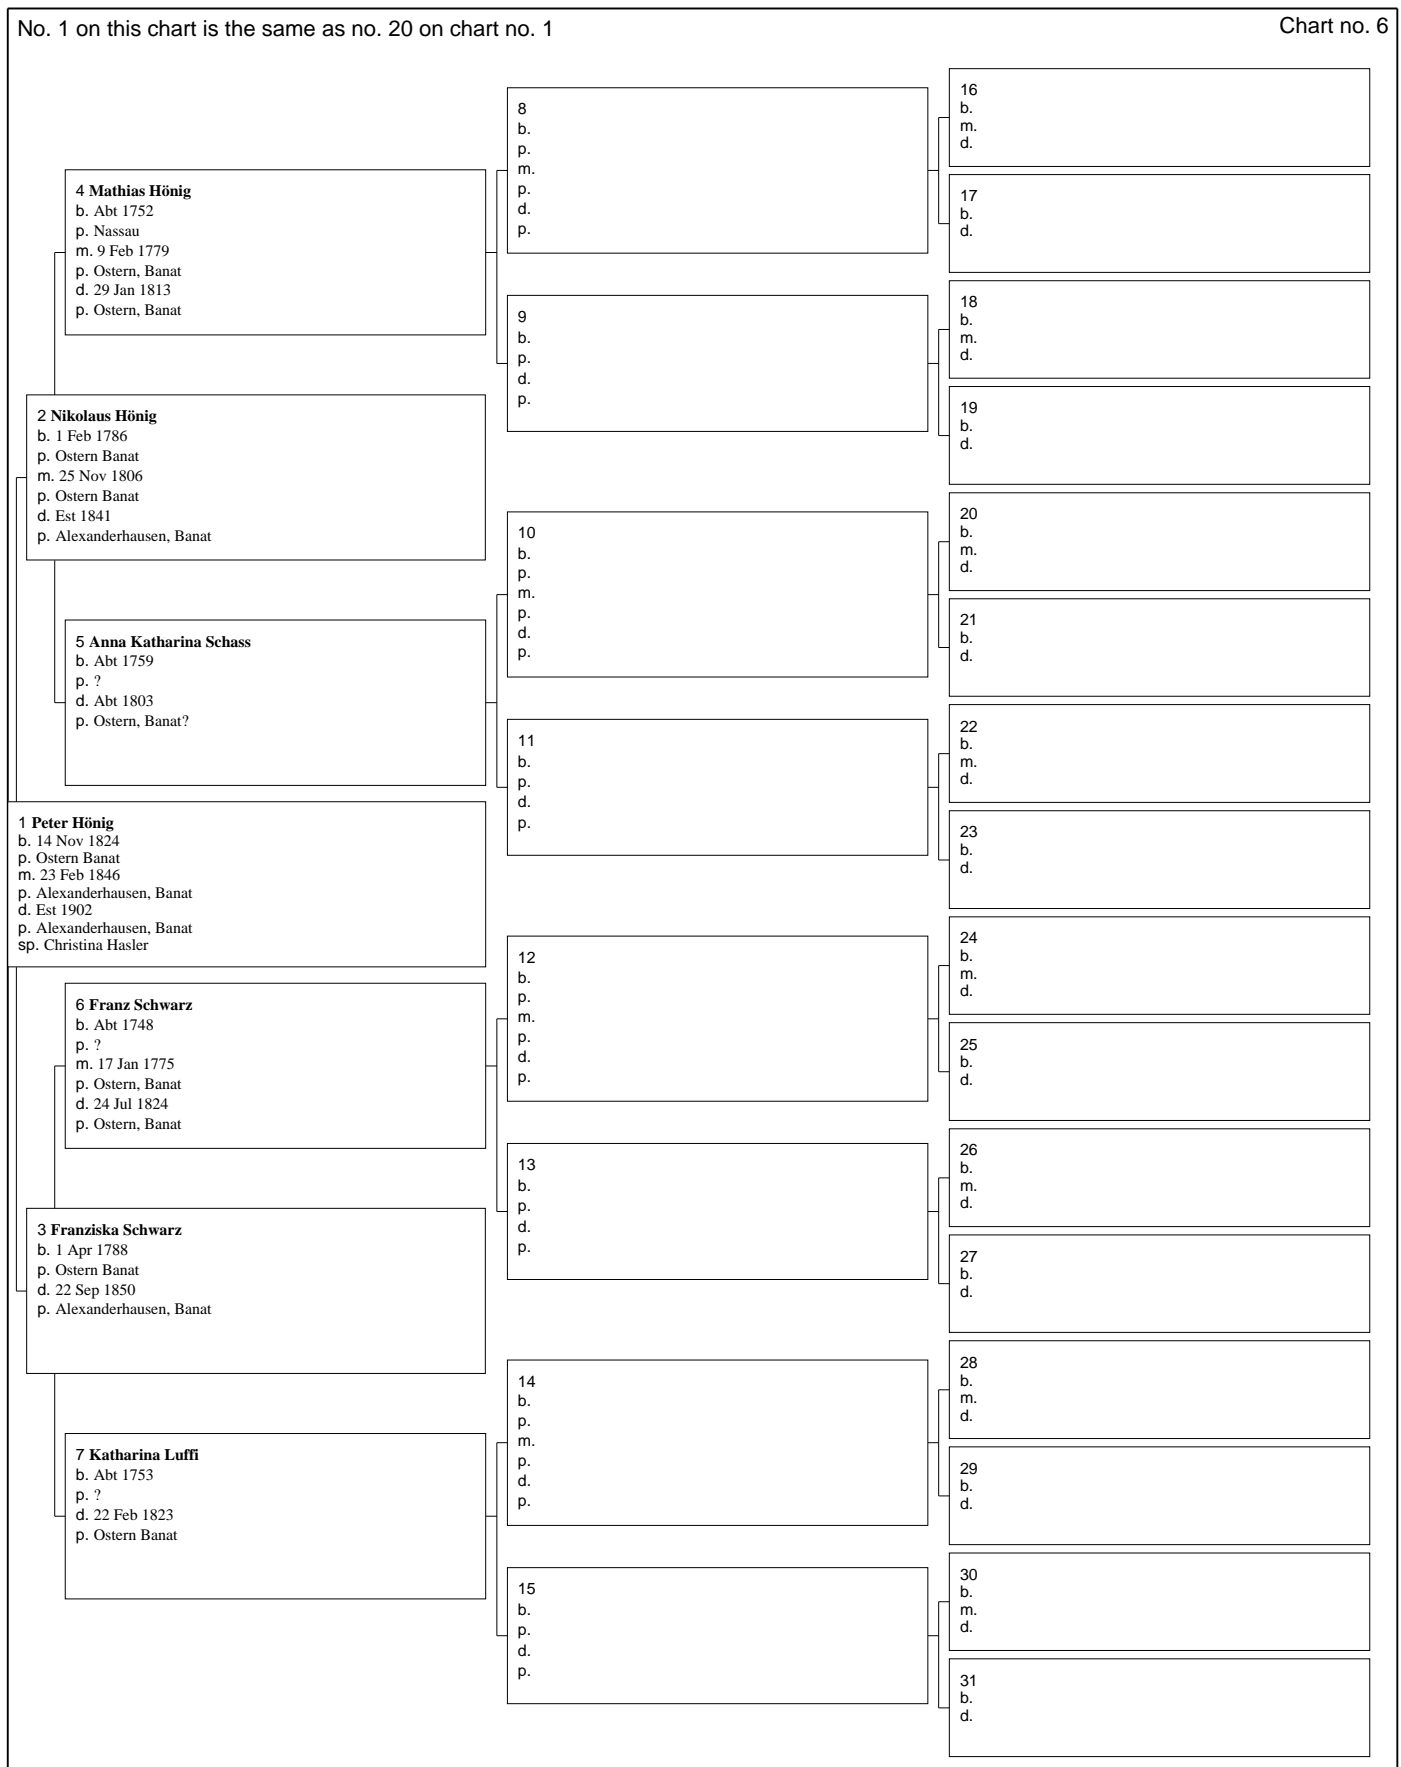 No. 1 on this chart is the same as no. 20 on chart no. 1
Chart no. 6
4 Mathias Hönig
b. Abt 1752
p. Nassau
m. 9 Feb 1779
p. Ostern, Banat
d. 29 Jan 1813
p. Ostern, Banat
2 Nikolaus Hönig
b. 1 Feb 1786
p. Ostern Banat
m. 25 Nov 1806
p. Ostern Banat
d. Est 1841
p. Alexanderhausen, Banat
5 Anna Katharina Schass
b. Abt 1759
p. ?
d. Abt 1803
p. Ostern, Banat?
1 Peter Hönig
b. 14 Nov 1824
p. Ostern Banat
m. 23 Feb 1846
p. Alexanderhausen, Banat
d. Est 1902
p. Alexanderhausen, Banat
sp. Christina Hasler
6 Franz Schwarz
b. Abt 1748
p. ?
m. 17 Jan 1775
p. Ostern, Banat
d. 24 Jul 1824
p. Ostern, Banat
3 Franziska Schwarz
b. 1 Apr 1788
p. Ostern Banat
d. 22 Sep 1850
p. Alexanderhausen, Banat
7 Katharina Luffi
b. Abt 1753
p. ?
d. 22 Feb 1823
p. Ostern Banat
8
b.
p.
m.
p.
d.
p.
9
b.
p.
d.
p.
10
b.
p.
m.
p.
d.
p.
11
b.
p.
d.
p.
12
b.
p.
m.
p.
d.
p.
13
b.
p.
d.
p.
14
b.
p.
m.
p.
d.
p.
15
b.
p.
d.
p.
16
b.
m.
d.
17
b.
d.
18
b.
m.
d.
19
b.
d.
20
b.
m.
d.
21
b.
d.
22
b.
m.
d.
23
b.
d.
24
b.
m.
d.
25
b.
d.
26
b.
m.
d.
27
b.
d.
28
b.
m.
d.
29
b.
d.
30
b.
m.
d.
31
b.
d.